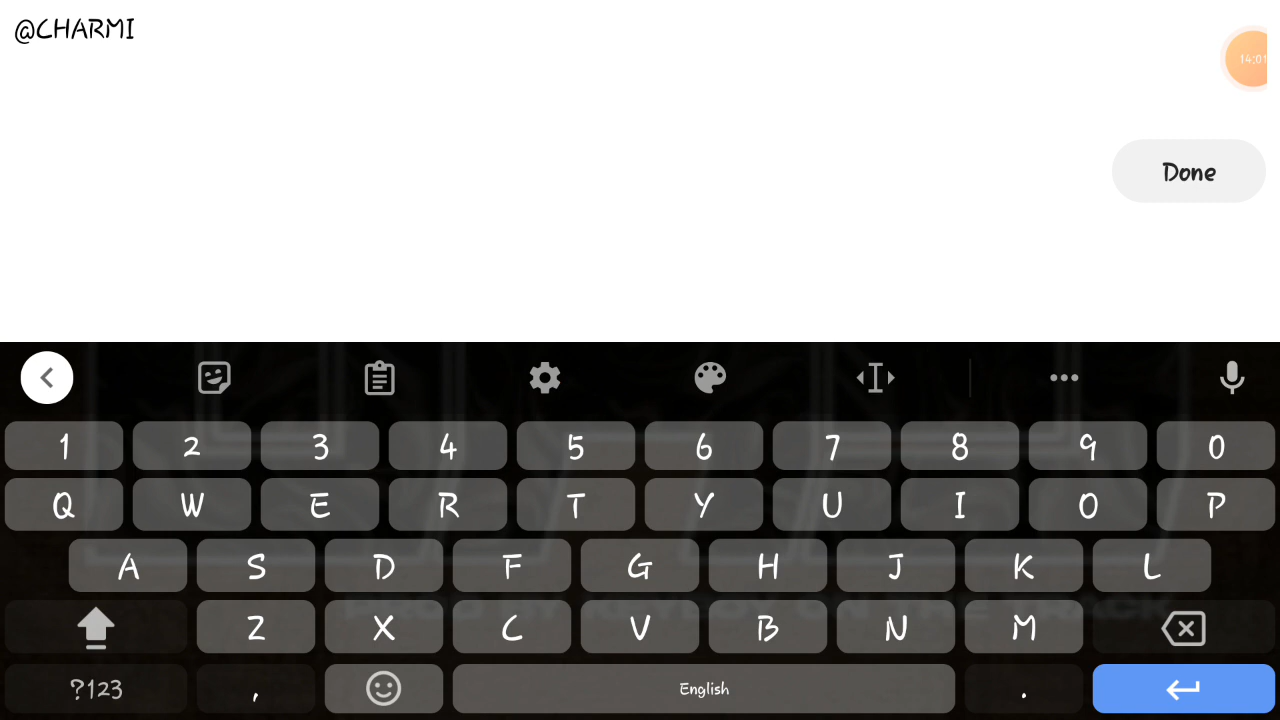 @CHARMI
14:01
Done
1 2 3 4 5 6 7 8 9 0
Q W E R T Y U I O P
A S D F G H J K L
Z X C V B N M
?123 , English .